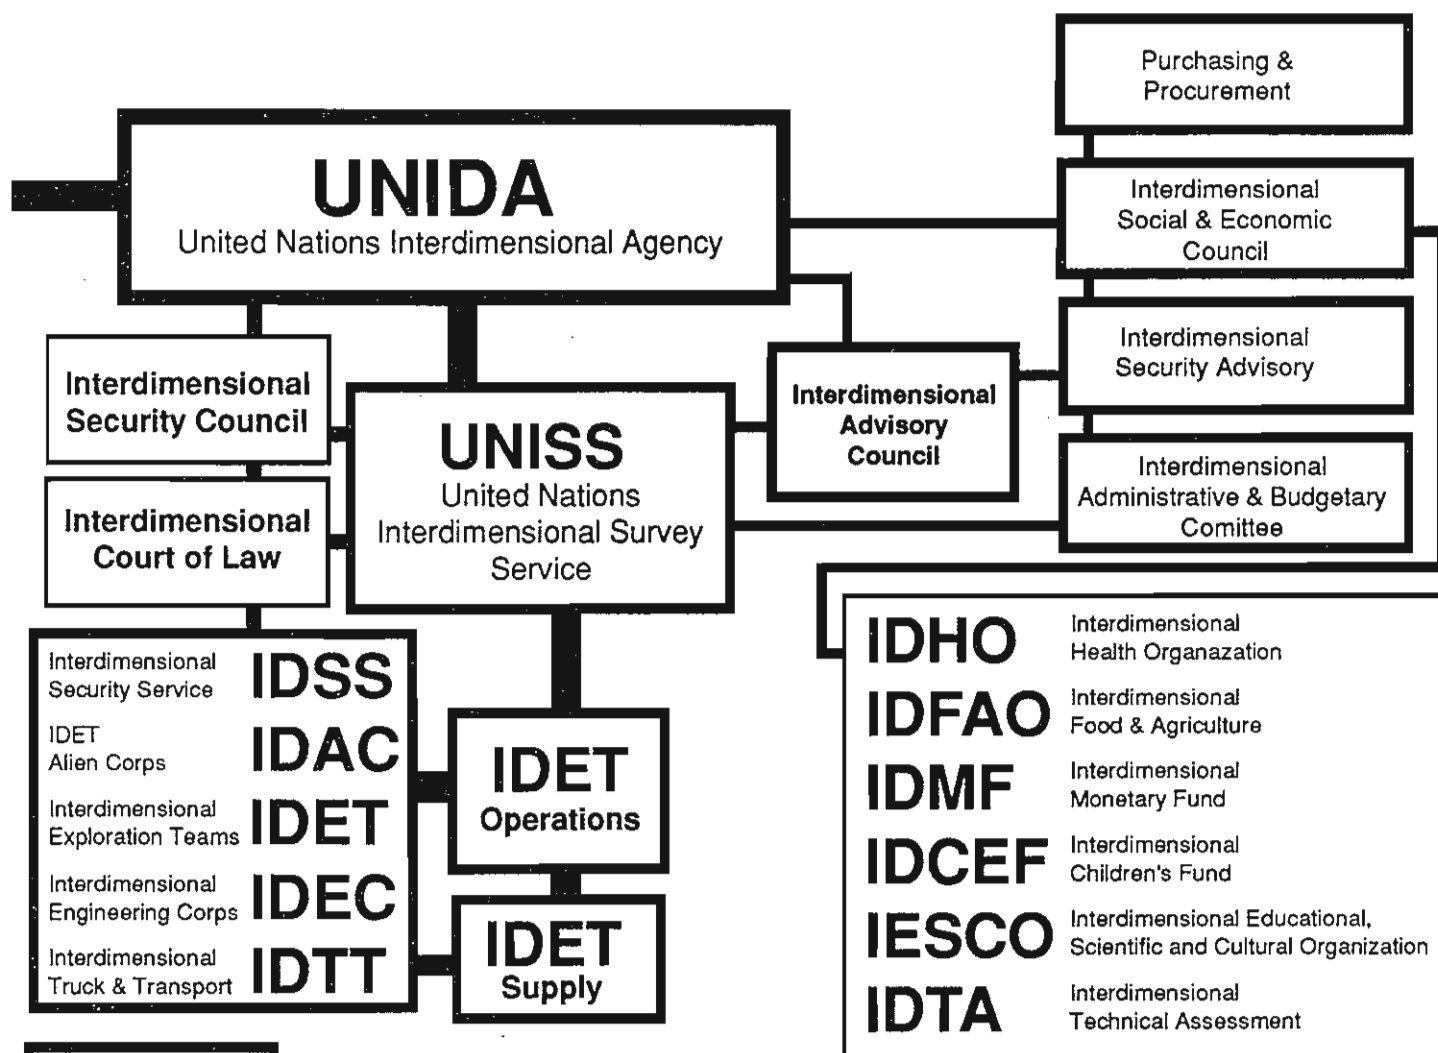 Purchasing &
Procurement
UNIDA
United Nations Interdimensional Agency
Interdimensional
Social & Economic
Council
Interdimensional
Security Council
Interdimensional
Advisory
Council
Interdimensional
Security Advisory
UNISS
United Nations
Interdimensional Survey
Service
Interdimensional
Court of Law
Interdimensional
Administrative & Budgetary
Comittee
Interdimensional
Security Service
IDSS
IDET
Alien Corps
IDAC
Interdimensional
Exploration Teams
IDET
Interdimensional
Engineering Corps
IDEC
Interdimensional
Truck & Transport
IDTT
IDET
Operations
IDET
Supply
IDHO
Interdimensional
Health Organazation
IDFAO
Interdimensional
Food & Agriculture
IDMF
Interdimensional
Monetary Fund
IDCEF
Interdimensional
Children's Fund
IESCO
Interdimensional Educational,
Scientific and Cultural Organization
IDTA
Interdimensional
Technical Assessment